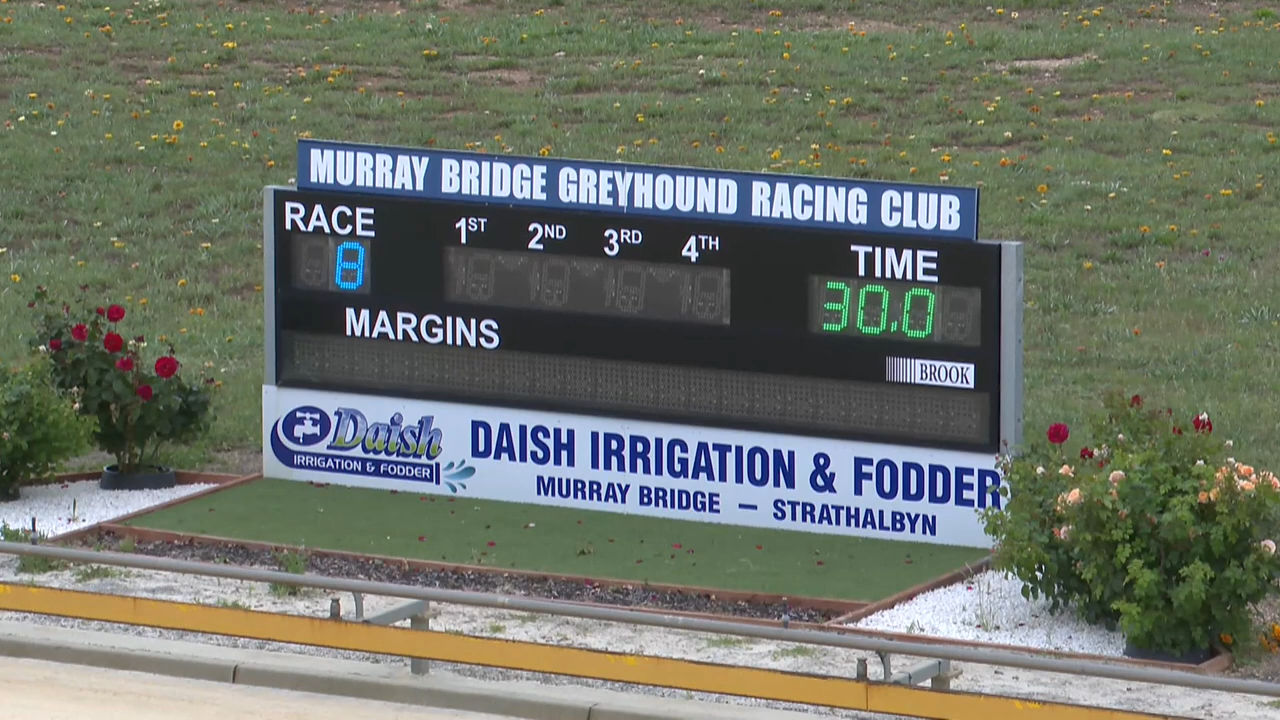 MURRAY BRIDGE GREYHOUND RACING CLUB
RACE 1ST 2ND 3RD 4TH TIME
8 30.0
MARGINS
BROOK
Daish
IRRIGATION & FODDER
DAISH IRRIGATION & FODDER
MURRAY BRIDGE – STRATHALBYN